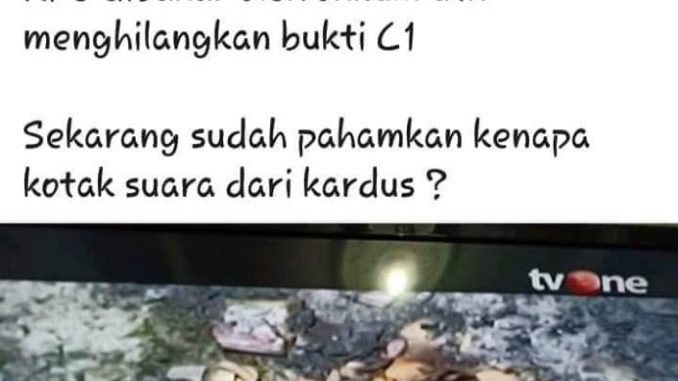 menghilangkan bukti C1
Sekarang sudah pahamkan kenapa
kotak suara dari kardus ?
tvOne